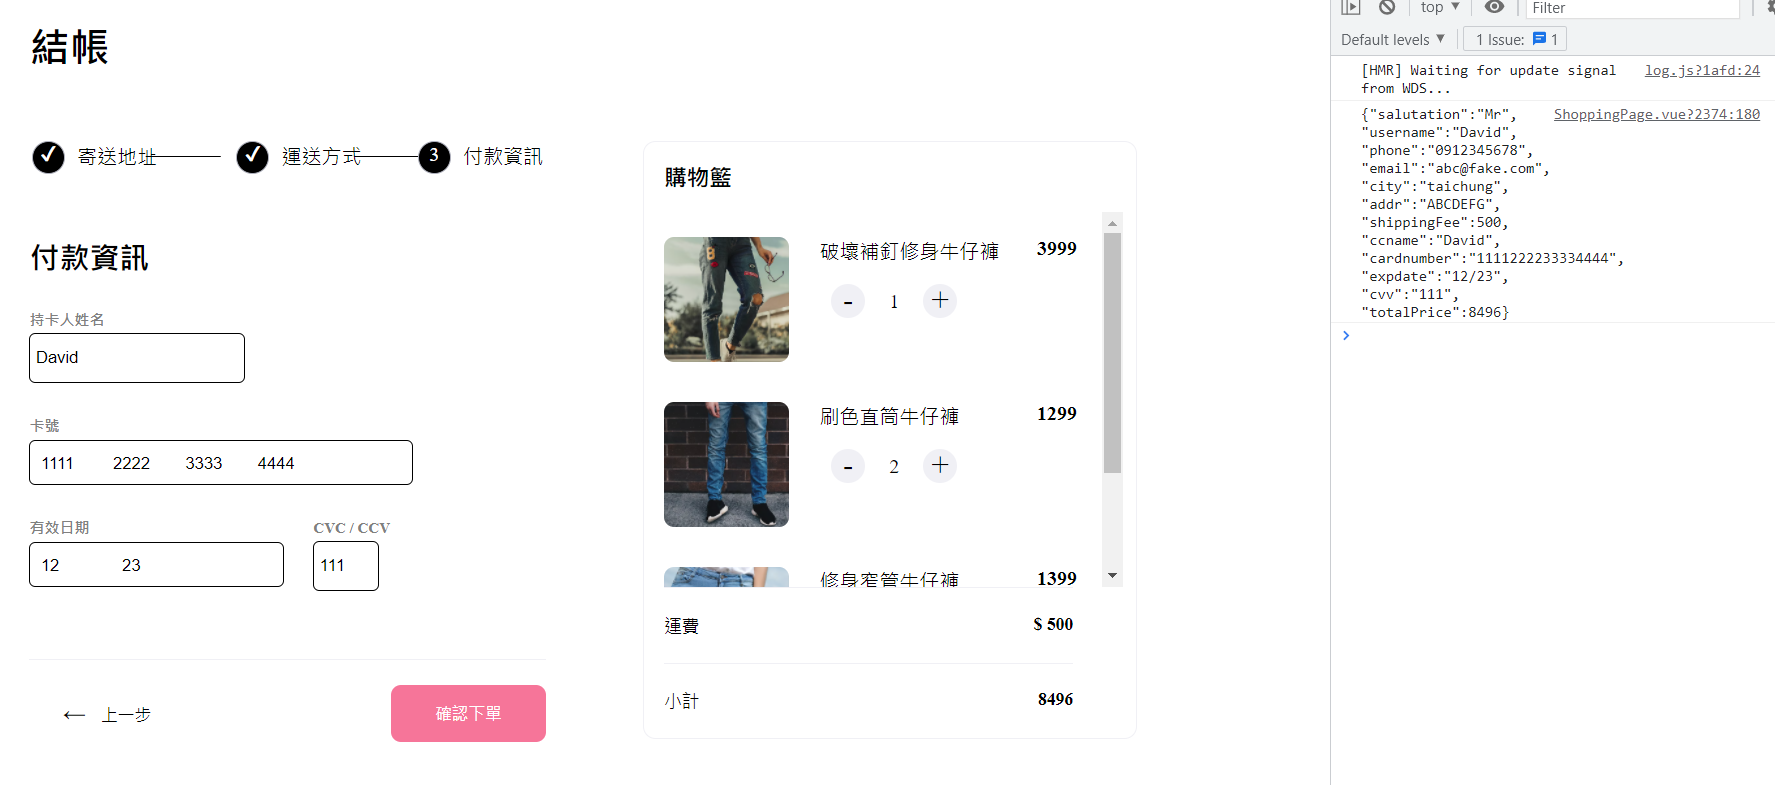 結帳
寄送地址
運送方式
3 付款資訊
付款資訊
持卡人姓名
David
卡號
1111 2222 3333 4444
有效日期 CVC / CCV
12 23 111
← 上一步 確認下單
購物籃
破壞補釘修身牛仔褲 3999
- 1 +
刷色直筒牛仔褲 1299
- 2 +
修身窄管牛仔褲 1399
運費 $ 500
小計 8496
top ▼ Filter
Default levels ▼ 1 Issue: 1
[HMR] Waiting for update signal log.js?1afd:24
from WDS...
{"salutation":"Mr", ShoppingPage.vue?2374:180
"username":"David",
"phone":"0912345678",
"email":"abc@fake.com",
"city":"taichung",
"addr":"ABCDEFG",
"shippingFee":500,
"ccname":"David",
"cardnumber":"1111222233334444",
"expdate":"12/23",
"cvv":"111",
"totalPrice":8496}